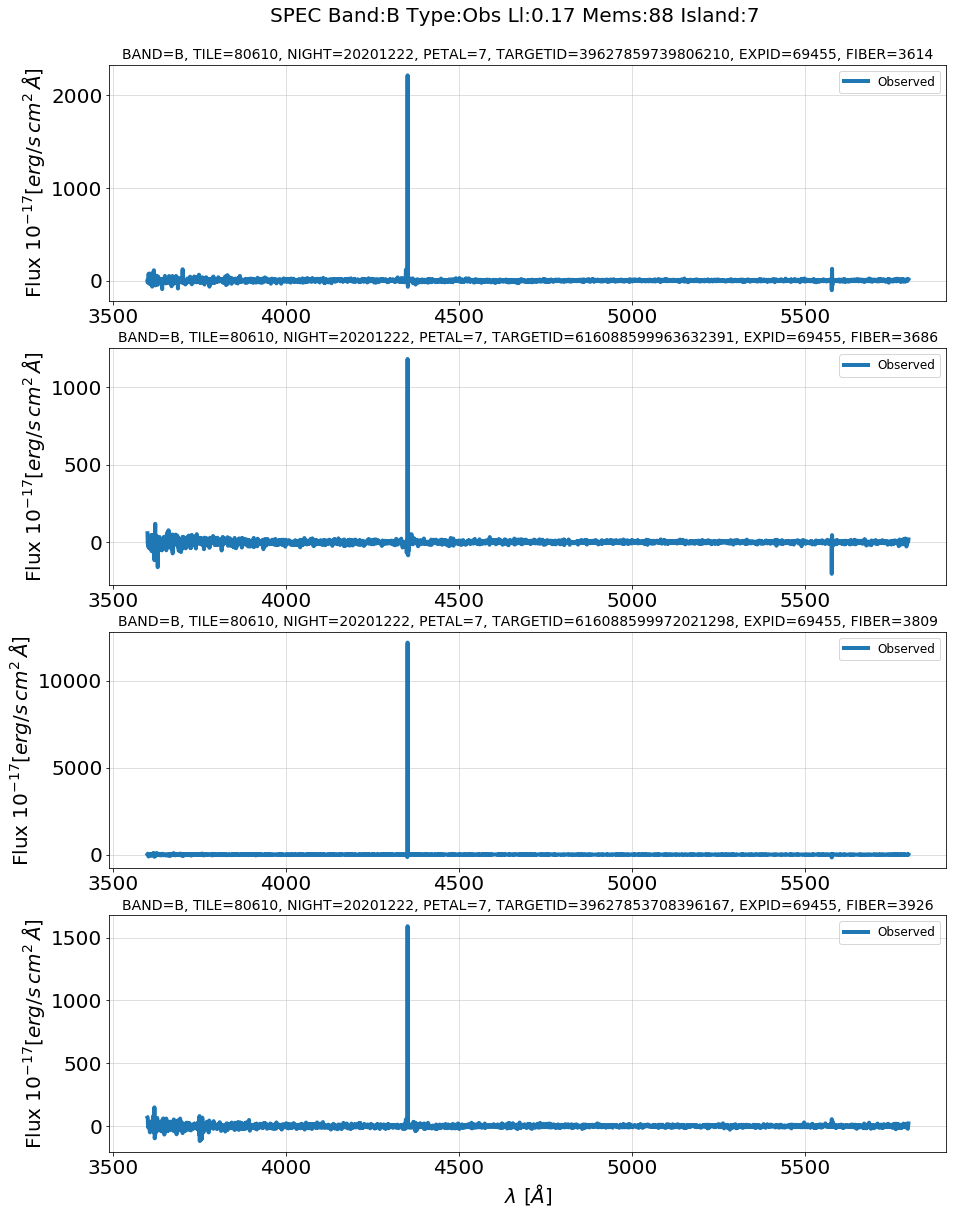 SPEC Band:B Type:Obs Ll:0.17 Mems:88 Island:7
BAND=B, TILE=80610, NIGHT=20201222, PETAL=7, TARGETID=39627859739806210, EXPID=69455, FIBER=3614
Observed
Flux 10^{-17}[erg/s cm^2 Å]
2000
1000
0
3500 4000 4500 5000 5500
BAND=B, TILE=80610, NIGHT=20201222, PETAL=7, TARGETID=616088599963632391, EXPID=69455, FIBER=3686
Observed
Flux 10^{-17}[erg/s cm^2 Å]
1000
500
0
3500 4000 4500 5000 5500
BAND=B, TILE=80610, NIGHT=20201222, PETAL=7, TARGETID=616088599972021298, EXPID=69455, FIBER=3809
Observed
Flux 10^{-17}[erg/s cm^2 Å]
10000
5000
0
3500 4000 4500 5000 5500
BAND=B, TILE=80610, NIGHT=20201222, PETAL=7, TARGETID=39627853708396167, EXPID=69455, FIBER=3926
Observed
Flux 10^{-17}[erg/s cm^2 Å]
1500
1000
500
0
3500 4000 4500 5000 5500
λ [Å]